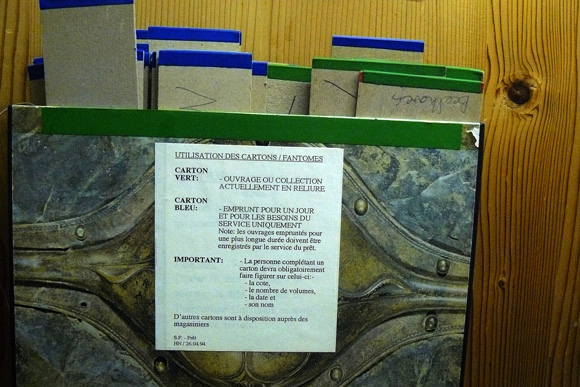 Beethoven
UTILISATION DES CARTONS / FANTOMES
CARTON
VERT: - OUVRAGE OU COLLECTION
ACTUELLEMENT EN RELIURE
CARTON
BLEU: - EMPRUNT POUR UN JOUR
ET POUR LES BESOINS DU
SERVICE UNIQUEMENT
Note: les ouvrages empruntés pour
une plus longue durée doivent être
enregistrés par le service du prêt.
IMPORTANT: - La personne complétant un
carton devra obligatoirement
faire figurer sur celui-ci:-
- la cote,
- le nombre de volumes,
- la date et
- son nom
D'autres cartons sont à disposition auprès des
magasiniers
HN / 26.04.94